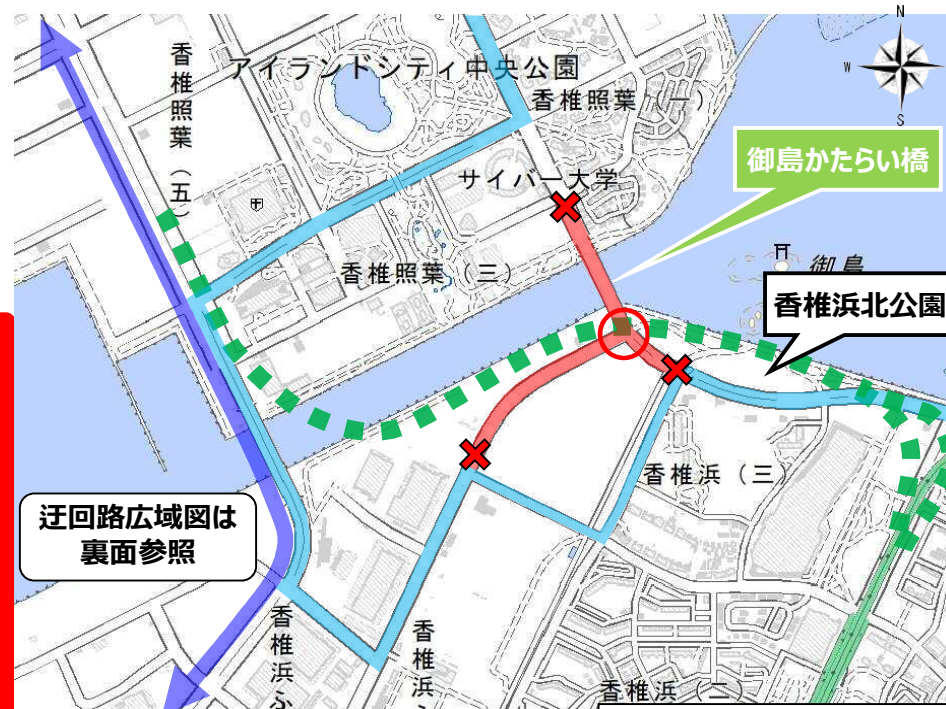 N
W
S
香椎照葉（五）
アイランドシティ中央公園
香椎照葉（一）
御島かたらい橋
サイバー大学
香椎照葉（三）
御島
香椎浜北公園
香椎浜（三）
迂回路広域図は
裏面参照
香椎浜ふ
香椎浜
香椎浜（二）